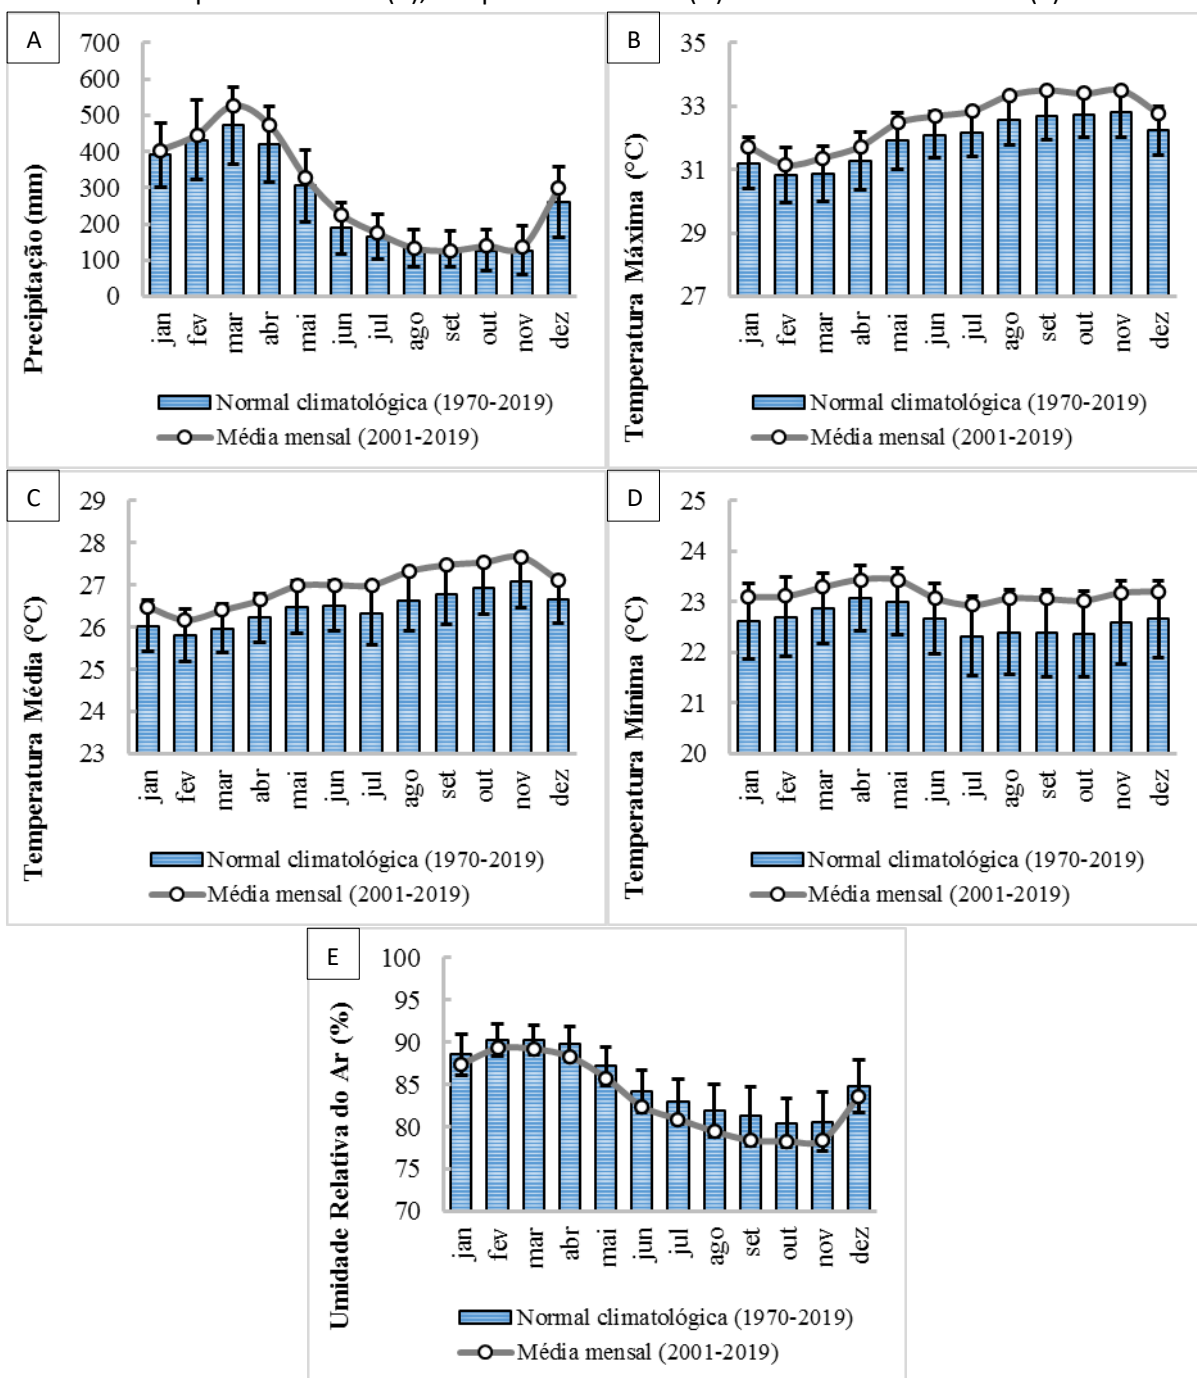 A
700
600
500
400
300
200
100
0
Precipitação (mm)
jan fev mar abr mai jun jul ago set out nov dez
Normal climatológica (1970-2019)
Média mensal (2001-2019)
B
35
33
31
29
27
Temperatura Máxima (°C)
jan fev mar abr mai jun jul ago set out nov dez
Normal climatológica (1970-2019)
Média mensal (2001-2019)
C
29
28
27
26
25
24
23
Temperatura Média (°C)
jan fev mar abr mai jun jul ago set out nov dez
Normal climatológica (1970-2019)
Média mensal (2001-2019)
D
25
24
23
22
21
20
Temperatura Mínima (°C)
jan fev mar abr mai jun jul ago set out nov dez
Normal climatológica (1970-2019)
Média mensal (2001-2019)
E
100
95
90
85
80
75
70
Umidade Relativa do Ar (%)
jan fev mar abr mai jun jul ago set out nov dez
Normal climatológica (1970-2019)
Média mensal (2001-2019)